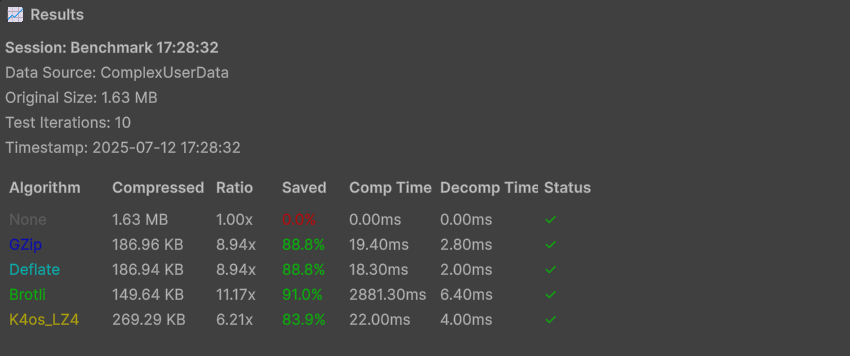 Results
Session: Benchmark 17:28:32
Data Source: ComplexUserData
Original Size: 1.63 MB
Test Iterations: 10
Timestamp: 2025-07-12 17:28:32
Algorithm Compressed Ratio Saved Comp Time Decomp Time Status
None 1.63 MB 1.00x 0.0% 0.00ms 0.00ms ✓
GZip 186.96 KB 8.94x 88.8% 19.40ms 2.80ms ✓
Deflate 186.94 KB 8.94x 88.8% 18.30ms 2.00ms ✓
Brotli 149.64 KB 11.17x 91.0% 2881.30ms 6.40ms ✓
K4os_LZ4 269.29 KB 6.21x 83.9% 22.00ms 4.00ms ✓